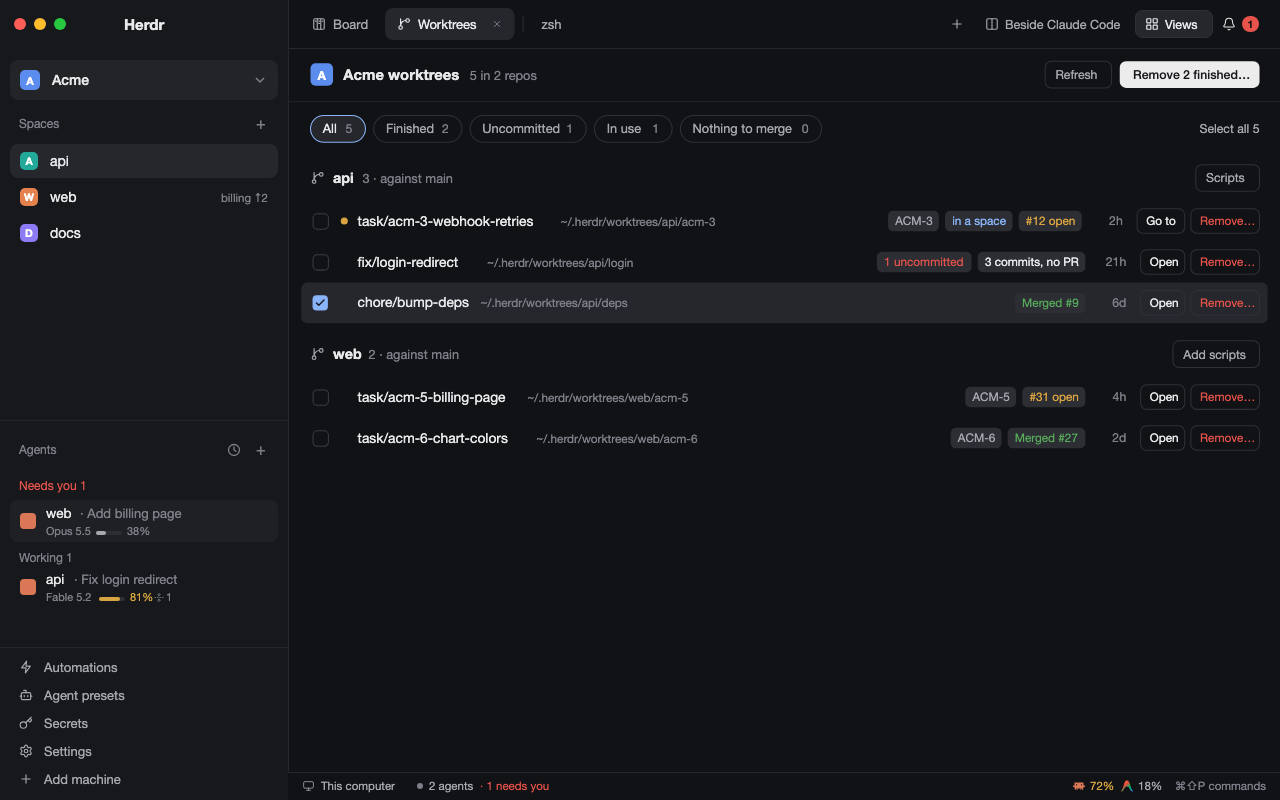 Herdr
Board
Worktrees ×
zsh
+
Beside Claude Code
Views
1
A Acme
Spaces +
A api
W web billing ↑2
D docs
A Acme worktrees 5 in 2 repos
Refresh
Remove 2 finished…
All 5
Finished 2
Uncommitted 1
In use 1
Nothing to merge 0
Select all 5
api 3 · against main
Scripts
task/acm-3-webhook-retries ~/.herdr/worktrees/api/acm-3 ACM-3 in a space #12 open 2h Go to Remove…
fix/login-redirect ~/.herdr/worktrees/api/login 1 uncommitted 3 commits, no PR 21h Open Remove…
chore/bump-deps ~/.herdr/worktrees/api/deps Merged #9 6d Open Remove…
web 2 · against main
Add scripts
task/acm-5-billing-page ~/.herdr/worktrees/web/acm-5 ACM-5 #31 open 4h Open Remove…
task/acm-6-chart-colors ~/.herdr/worktrees/web/acm-6 ACM-6 Merged #27 2d Open Remove…
Agents +
Needs you 1
web · Add billing page
Opus 5.5 38%
Working 1
api · Fix login redirect
Fable 5.2 81% 1
Automations
Agent presets
Secrets
Settings
+ Add machine
This computer
2 agents · 1 needs you
72% 18% ⌘⇧P commands